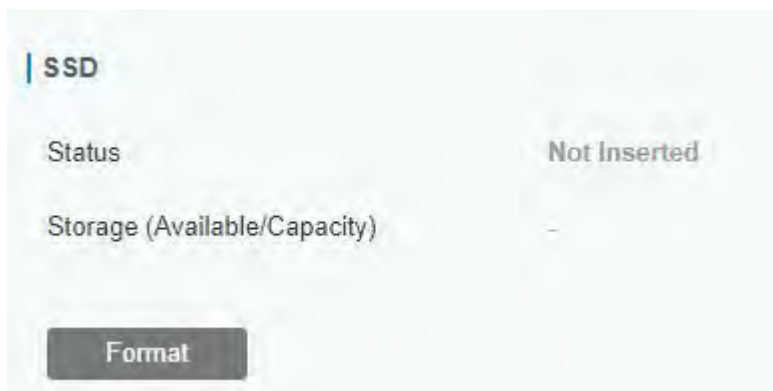 SSD
Status Not Inserted
Storage (Available/Capacity) -
Format